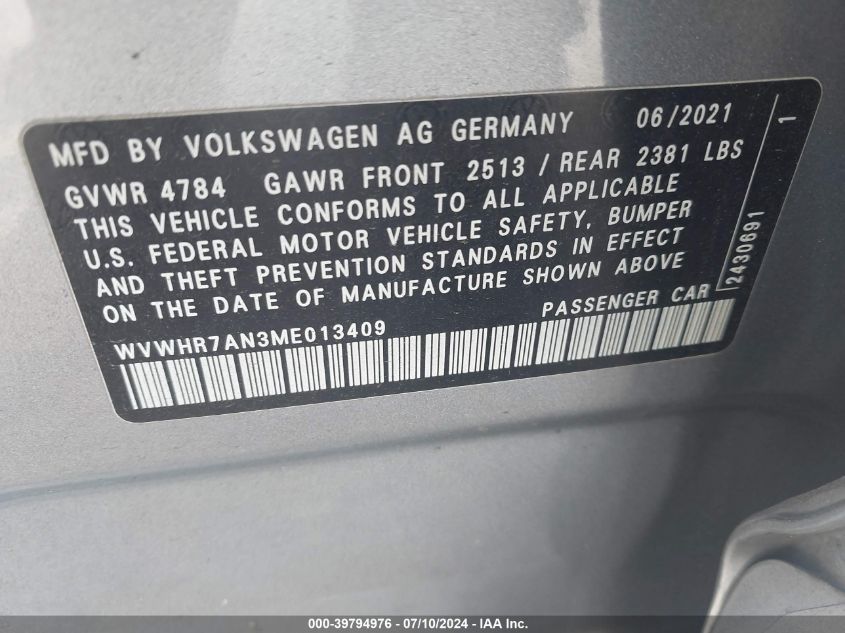 MFD BY VOLKSWAGEN AG GERMANY 06/2021
GVWR 4784 GAWR FRONT 2513 / REAR 2381 LBS
THIS VEHICLE CONFORMS TO ALL APPLICABLE
U.S. FEDERAL MOTOR VEHICLE SAFETY, BUMPER
AND THEFT PREVENTION STANDARDS IN EFFECT
ON THE DATE OF MANUFACTURE SHOWN ABOVE
WVWHR7AN3ME013409 PASSENGER CAR
2430691 1
000-39794976 - 07/10/2024 - IAA Inc.